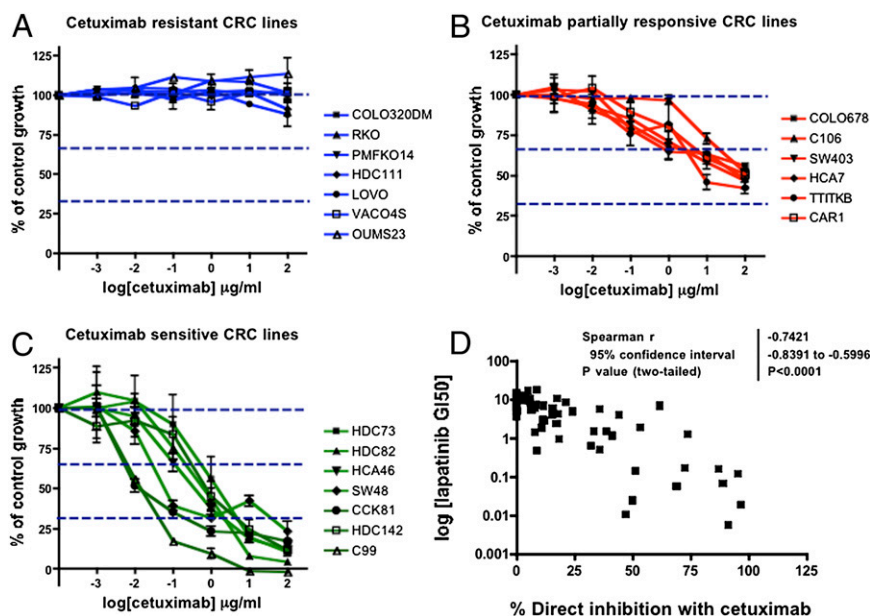 A
Cetuximab resistant CRC lines
% of control growth
125
100
75
50
25
0
-3 -2 -1 0 1 2
log[cetuximab] µg/ml
COLO320DM
RKO
PMFKO14
HDC111
LOVO
VACO4S
OUMS23
B
Cetuximab partially responsive CRC lines
% of control growth
125
100
75
50
25
0
-3 -2 -1 0 1 2
log[cetuximab] µg/ml
COLO678
C106
SW403
HCA7
TTITKB
CAR1
C
Cetuximab sensitive CRC lines
% of control growth
125
100
75
50
25
0
-3 -2 -1 0 1 2
log[cetuximab] µg/ml
HDC73
HDC82
HCA46
SW48
CCK81
HDC142
C99
D
Spearman r -0.7421
95% confidence interval -0.8391 to -0.5996
P value (two-tailed) P<0.0001
log [lapatinib GI50]
100
10
1
0.1
0.01
0.001
0 25 50 75 100 125
% Direct inhibition with cetuximab